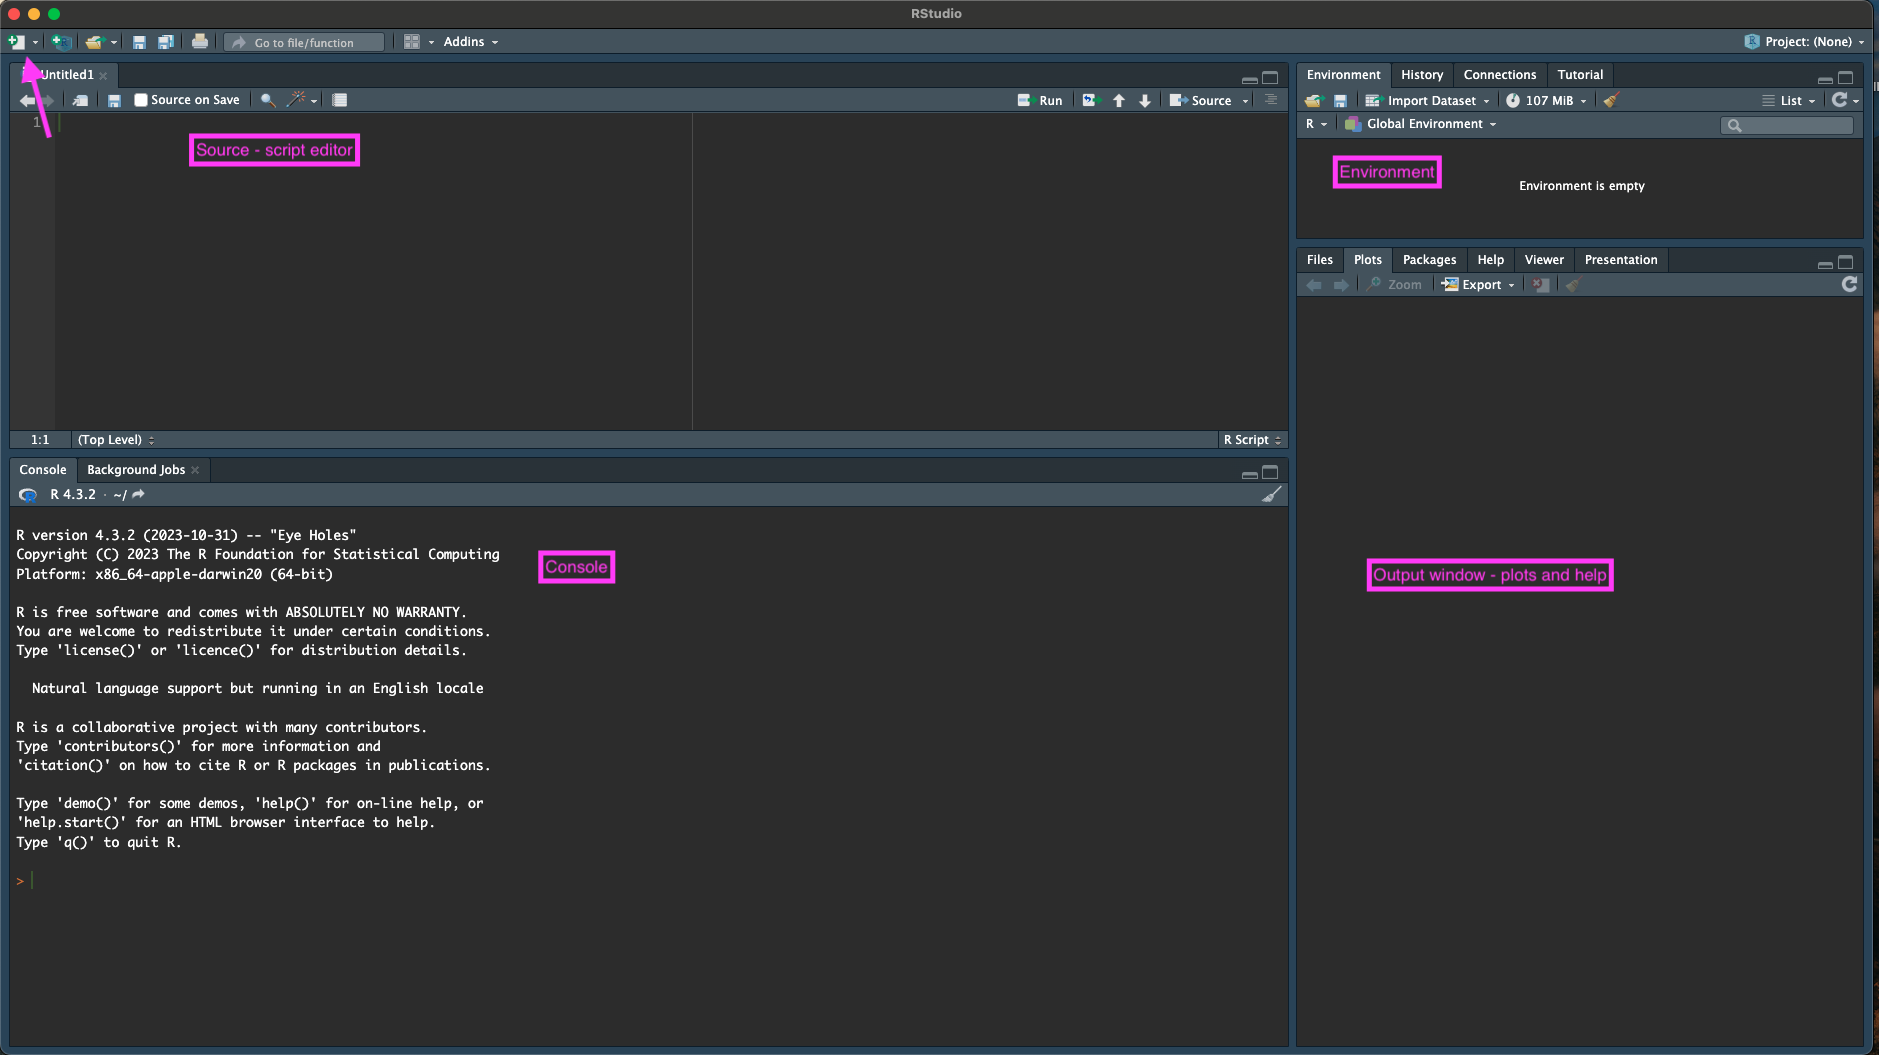 RStudio
Go to file/function
Addins
Project: (None)
Untitled1
Source on Save
Run
Source
1
Source - script editor
1:1
(Top Level)
R Script
Console
Background Jobs
R 4.3.2 · ~/
R version 4.3.2 (2023-10-31) -- "Eye Holes"
Copyright (C) 2023 The R Foundation for Statistical Computing
Platform: x86_64-apple-darwin20 (64-bit)
R is free software and comes with ABSOLUTELY NO WARRANTY.
You are welcome to redistribute it under certain conditions.
Type 'license()' or 'licence()' for distribution details.
Natural language support but running in an English locale
R is a collaborative project with many contributors.
Type 'contributors()' for more information and
'citation()' on how to cite R or R packages in publications.
Type 'demo()' for some demos, 'help()' for on-line help, or
'help.start()' for an HTML browser interface to help.
Type 'q()' to quit R.
>
Console
Environment
History
Connections
Tutorial
Import Dataset
107 MiB
List
R
Global Environment
Environment
Environment is empty
Files
Plots
Packages
Help
Viewer
Presentation
Zoom
Export
Output window - plots and help